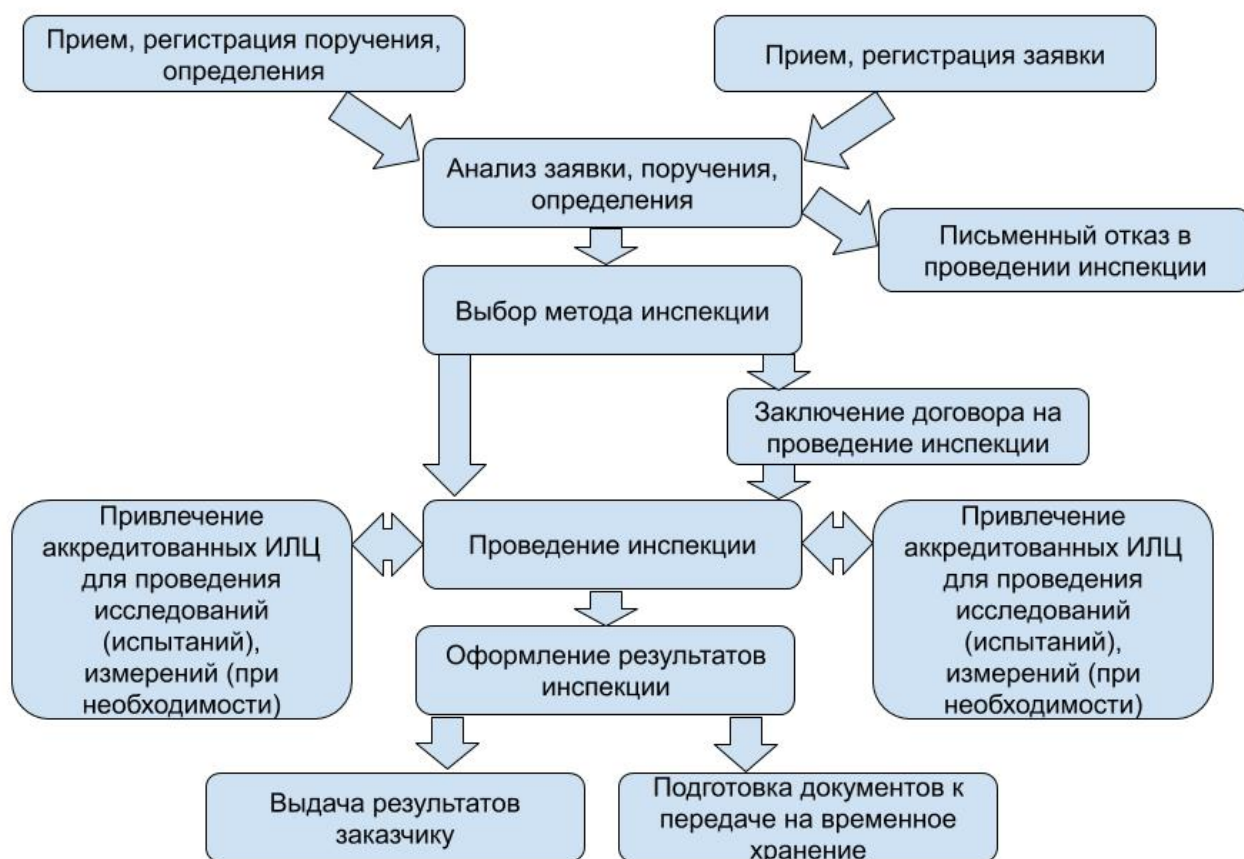 Прием, регистрация поручения,
определения
Прием, регистрация заявки
Анализ заявки, поручения,
определения
Письменный отказ в
проведении инспекции
Выбор метода инспекции
Заключение договора на
проведение инспекции
Привлечение
аккредитованных ИЛЦ
для проведения
исследований
(испытаний),
измерений (при
необходимости)
Проведение инспекции
Привлечение
аккредитованных ИЛЦ
для проведения
исследований
(испытаний),
измерений (при
необходимости)
Оформление результатов
инспекции
Выдача результатов
заказчику
Подготовка документов к
передаче на временное
хранение